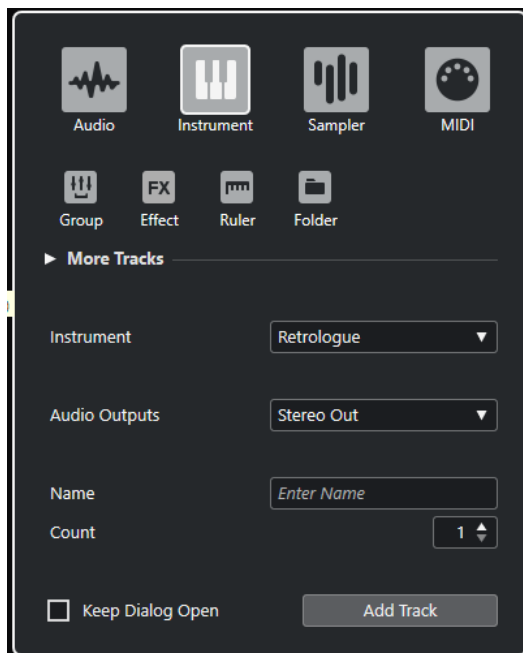 Audio Instrument Sampler MIDI
FX
Group Effect Ruler Folder
More Tracks
Instrument Retrologue
Audio Outputs Stereo Out
Name Enter Name
Count 1
Keep Dialog Open Add Track